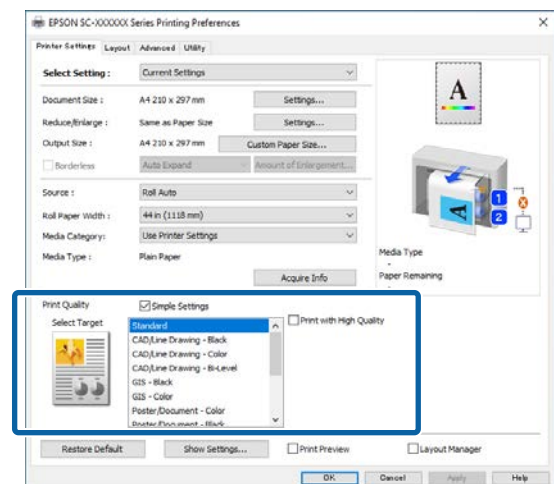 EPSON SC-XXXXXX Series Printing Preferences
Printer Settings Layout Advanced Utility
Select Setting : Current Settings
Document Size : A4 210 x 297 mm Settings...
Reduce/Enlarge : Same as Paper Size Settings...
Output Size : A4 210 x 297 mm Custom Paper Size...
Borderless Auto Expand Amount of Enlargement...
Source : Roll Auto
Roll Paper Width : 44 in (1118 mm)
Media Category: Use Printer Settings
Media Type : Plain Paper
Acquire Info
A
A
1
2
Media Type
-
Paper Remaining
-
Print Quality Simple Settings
Select Target
Standard
CAD/Line Drawing - Black
CAD/Line Drawing - Color
CAD/Line Drawing - Bi-Level
GIS - Black
GIS - Color
Poster/Document - Color
Poster/Document - Black
Print with High Quality
Restore Default Show Settings... Print Preview Layout Manager
OK Cancel Apply Help